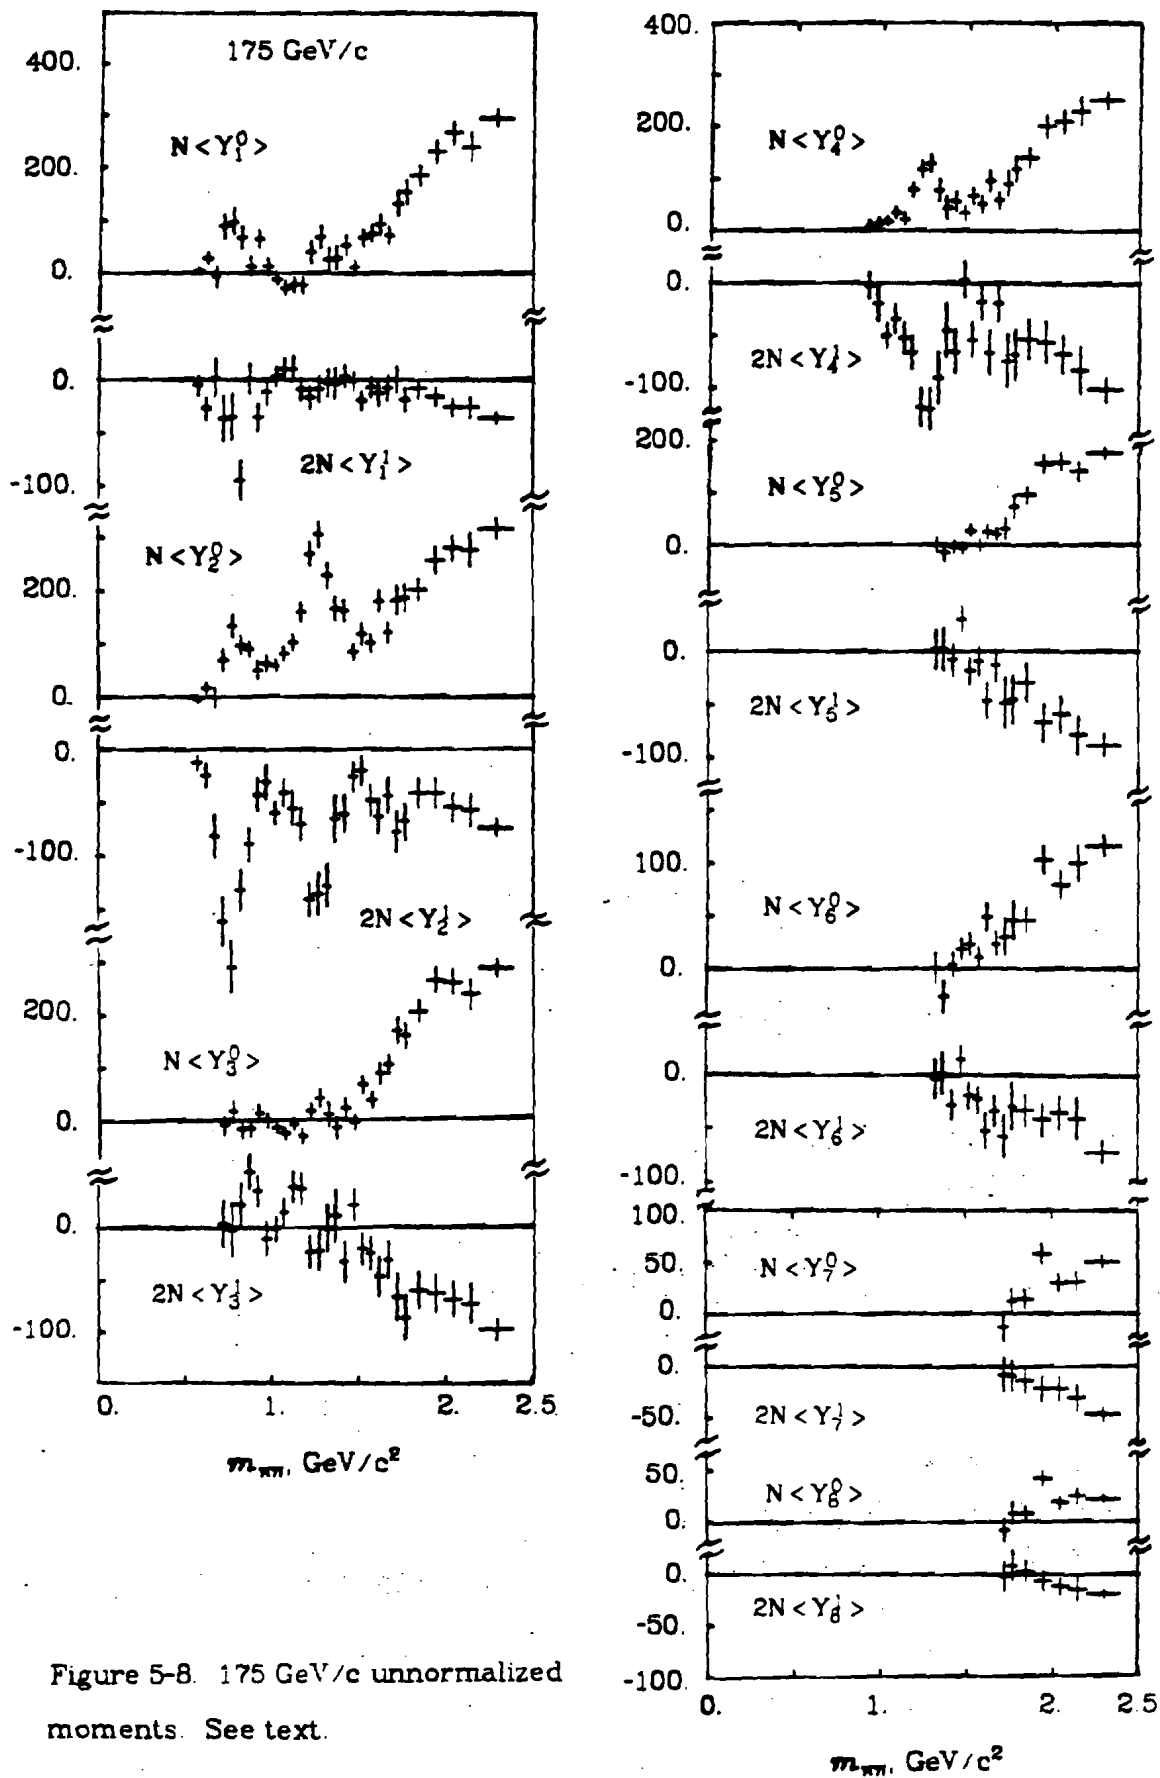 175 GeV/c
400.
N<Y₁⁰>
200.
0.
0.
2N<Y₁¹>
-100.
N<Y₂⁰>
200.
0.
0.
-100.
2N<Y₂¹>
200.
N<Y₃⁰>
0.
0.
2N<Y₃¹>
-100.
0. 1. 2. 2.5
mππ, GeV/c²
400.
N<Y₄⁰>
200.
0.
0.
2N<Y₄¹>
-100.
200.
N<Y₅⁰>
0.
0.
2N<Y₅¹>
-100.
100.
N<Y₆⁰>
0.
0.
2N<Y₆¹>
-100.
100.
N<Y₇⁰>
50.
0.
0.
2N<Y₇¹>
-50.
50.
N<Y₈⁰>
0.
0.
2N<Y₈¹>
-50.
-100.
0. 1. 2. 2.5
mππ, GeV/c²
Figure 5-8. 175 GeV/c unnormalized
moments. See text.